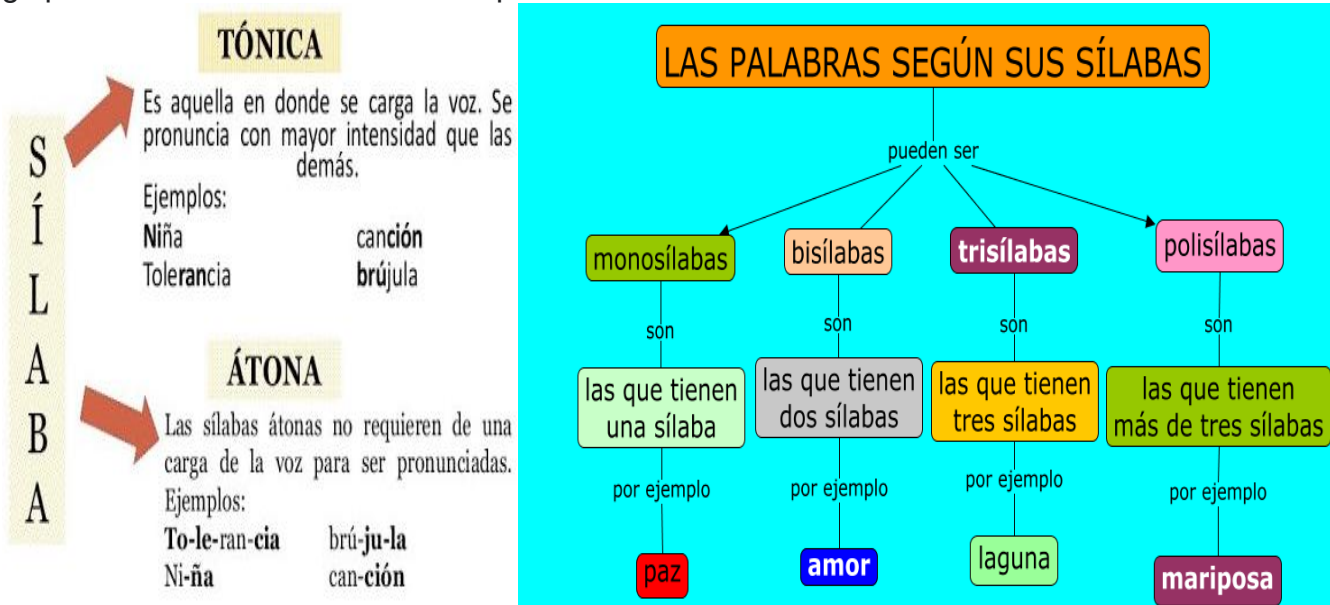 TÓNICA
Es aquella en donde se carga la voz. Se
pronuncia con mayor intensidad que las
demás.
Ejemplos:
Niña canción
Tolerancia brújula
SÍLABA
ÁTONA
Las sílabas átonas no requieren de una
carga de la voz para ser pronunciadas.
Ejemplos:
To-le-ran-cia brú-ju-la
Ni-ña can-ción
LAS PALABRAS SEGÚN SUS SÍLABAS
pueden ser
monosílabas
son
las que tienen
una sílaba
por ejemplo
paz
bisílabas
son
las que tienen
dos sílabas
por ejemplo
amor
trisílabas
son
las que tienen
tres sílabas
por ejemplo
laguna
polisílabas
son
las que tienen
más de tres sílabas
por ejemplo
mariposa